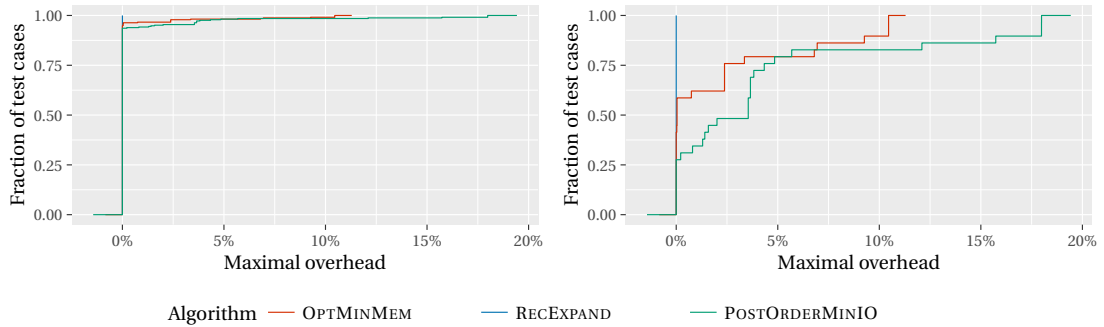 1.00
0.75
0.50
0.25
0.00
Fraction of test cases
0% 5% 10% 15% 20%
Maximal overhead
1.00
0.75
0.50
0.25
0.00
Fraction of test cases
0% 5% 10% 15% 20%
Maximal overhead
Algorithm OPTMINMEM RECEXPAND POSTORDERMINIO